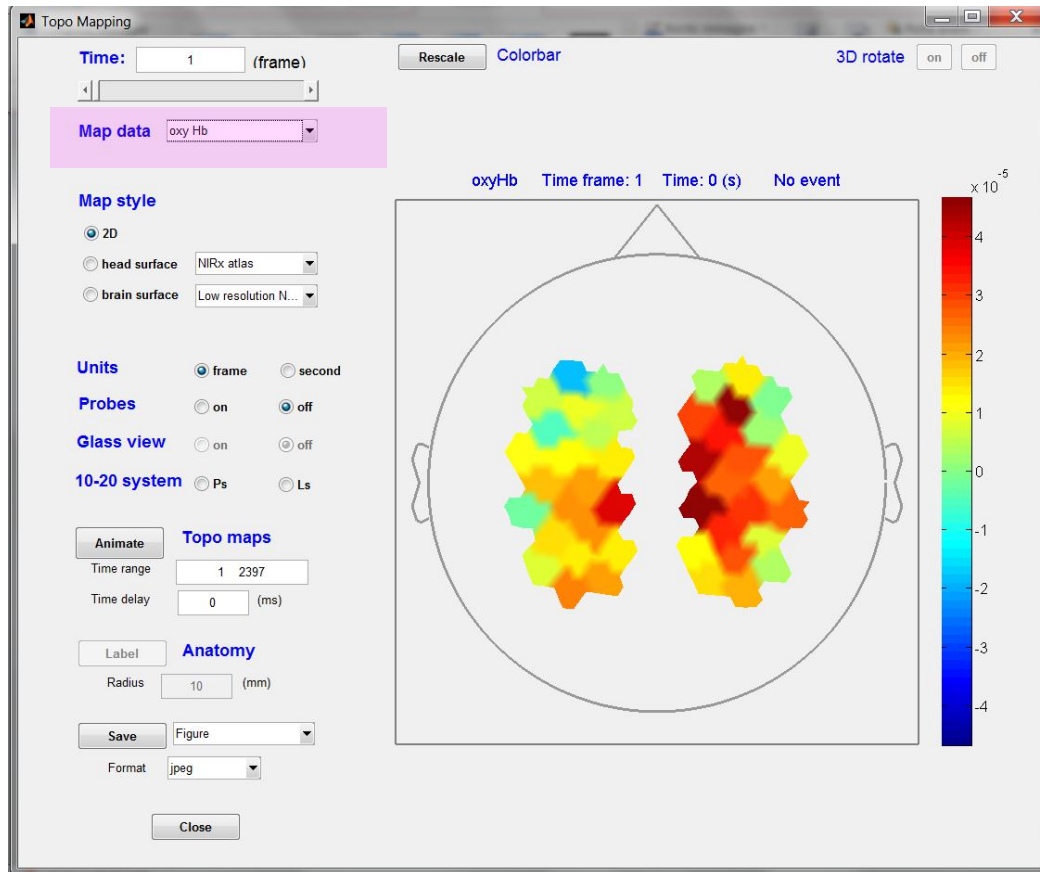 Topo Mapping
Time: 1 (frame)
Rescale Colorbar
3D rotate on off
Map data oxy Hb
oxyHb Time frame: 1 Time: 0 (s) No event
x 10^-5
Map style
2D
head surface NIRx atlas
brain surface Low resolution N...
Units frame second
Probes on off
Glass view on off
10-20 system Ps Ls
Animate Topo maps
Time range 1 2397
Time delay 0 (ms)
Label Anatomy
Radius 10 (mm)
Save Figure
Format jpeg
Close
4
3
2
1
0
-1
-2
-3
-4